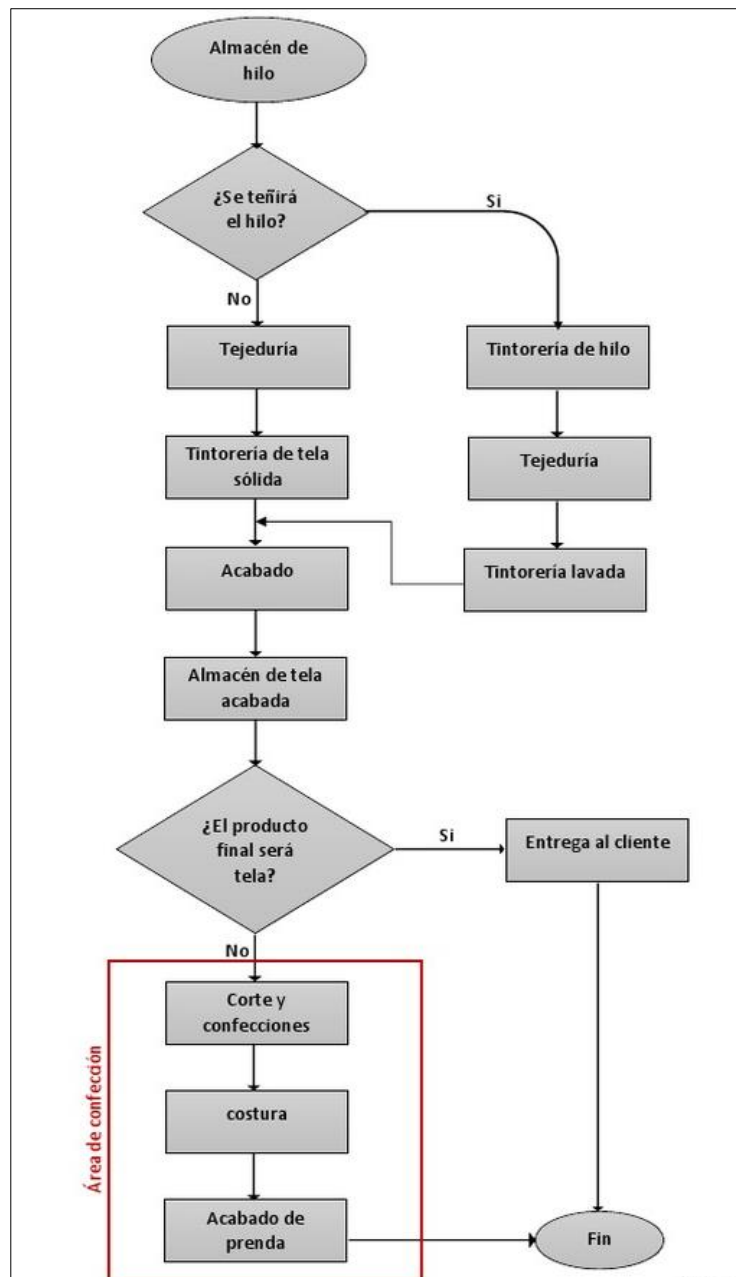 Almacén de
hilo
¿Se teñirá
el hilo?
Si
No
Tejeduría
Tintorería de hilo
Tintorería de tela
sólida
Tejeduría
Acabado
Tintorería lavada
Almacén de tela
acabada
¿El producto
final será
tela?
Si
Entrega al cliente
No
Área de confección
Corte y
confecciones
costura
Acabado de
prenda
Fin